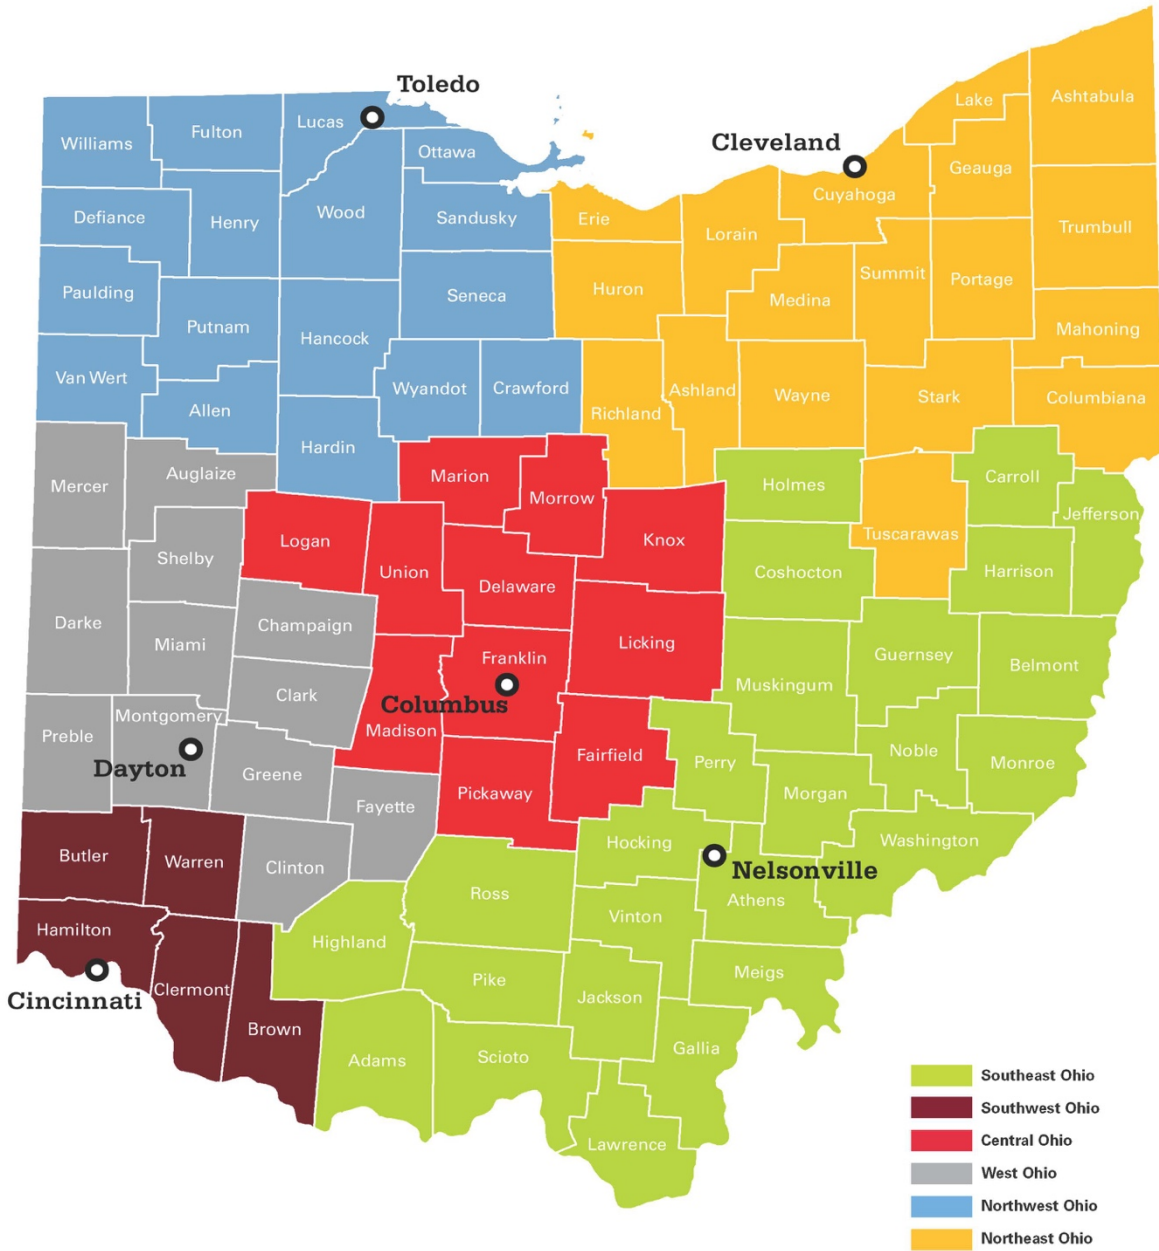 Toledo
Cleveland
Williams
Fulton
Lucas
Ottawa
Lake
Ashtabula
Geauga
Cuyahoga
Defiance
Henry
Wood
Sandusky
Erie
Lorain
Trumbull
Paulding
Seneca
Huron
Medina
Summit
Portage
Putnam
Hancock
Mahoning
Van Wert
Allen
Wyandot
Crawford
Richland
Ashland
Wayne
Stark
Columbiana
Hardin
Mercer
Auglaize
Marion
Morrow
Holmes
Carroll
Jefferson
Shelby
Logan
Union
Delaware
Knox
Coshocton
Tuscarawas
Harrison
Darke
Miami
Champaign
Franklin
Licking
Guernsey
Belmont
Clark
Columbus
Muskingum
Preble
Montgomery
Madison
Fairfield
Perry
Noble
Monroe
Dayton
Greene
Fayette
Pickaway
Morgan
Washington
Butler
Warren
Clinton
Hocking
Nelsonville
Ross
Vinton
Athens
Hamilton
Highland
Meigs
Cincinnati
Clermont
Brown
Pike
Jackson
Adams
Scioto
Gallia
Lawrence
Southeast Ohio
Southwest Ohio
Central Ohio
West Ohio
Northwest Ohio
Northeast Ohio